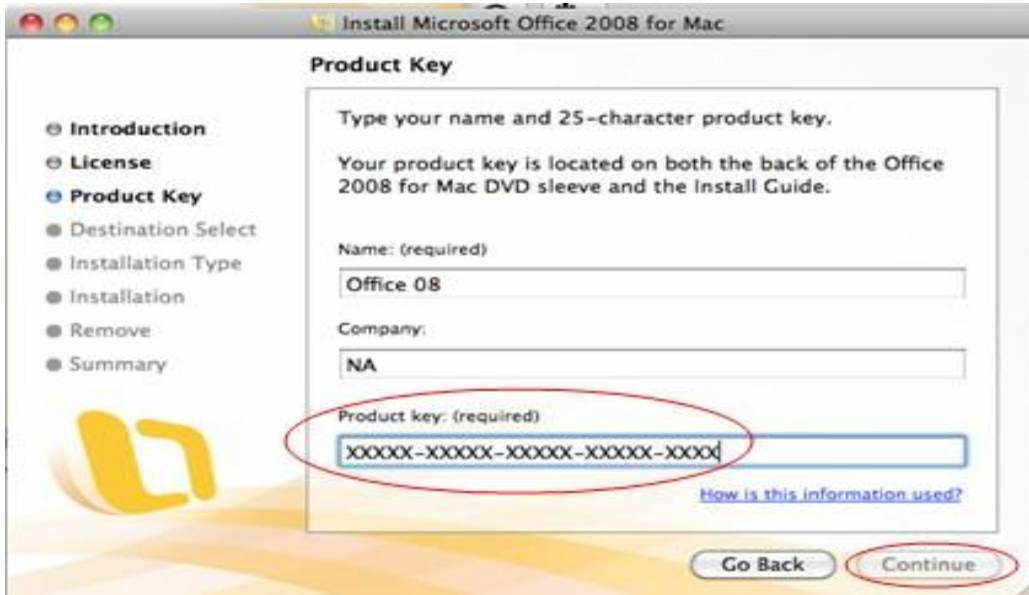 Install Microsoft Office 2008 for Mac
Product Key
Introduction
License
Product Key
Destination Select
Installation Type
Installation
Remove
Summary
Type your name and 25-character product key.
Your product key is located on both the back of the Office
2008 for Mac DVD sleeve and the Install Guide.
Name: (required)
Office 08
Company:
NA
Product key: (required)
XXXXX-XXXXX-XXXXX-XXXXX-XXXX
How is this information used?
Go Back
Continue